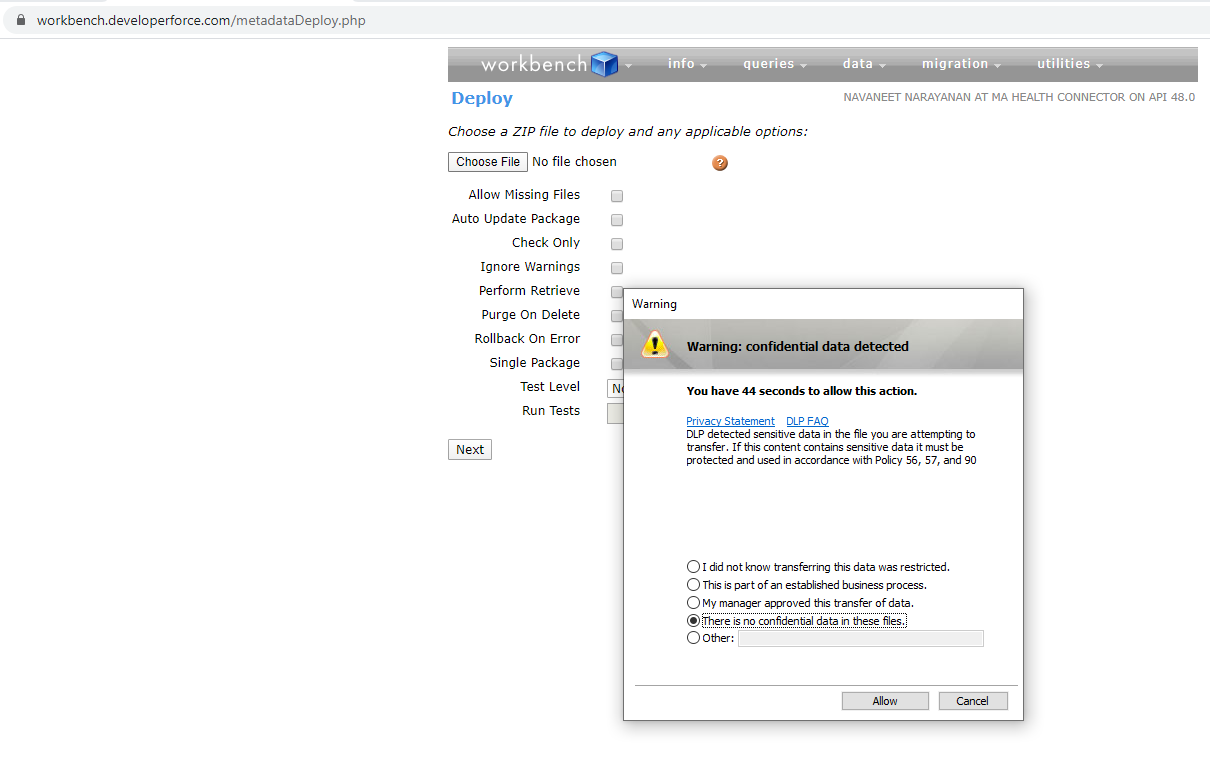 workbench.developerforce.com/metadataDeploy.php
workbench info queries data migration utilities
Deploy
NAVANEET NARAYANAN AT MA HEALTH CONNECTOR ON API 48.0
Choose a ZIP file to deploy and any applicable options:
Choose File No file chosen ?
Allow Missing Files
Auto Update Package
Check Only
Ignore Warnings
Perform Retrieve
Purge On Delete
Rollback On Error
Single Package
Test Level
Run Tests
Next
Warning
Warning: confidential data detected
You have 44 seconds to allow this action.
Privacy Statement DLP FAQ
DLP detected sensitive data in the file you are attempting to
transfer. If this content contains sensitive data it must be
protected and used in accordance with Policy 56, 57, and 90
I did not know transferring this data was restricted.
This is part of an established business process.
My manager approved this transfer of data.
There is no confidential data in these files.
Other:
Allow Cancel